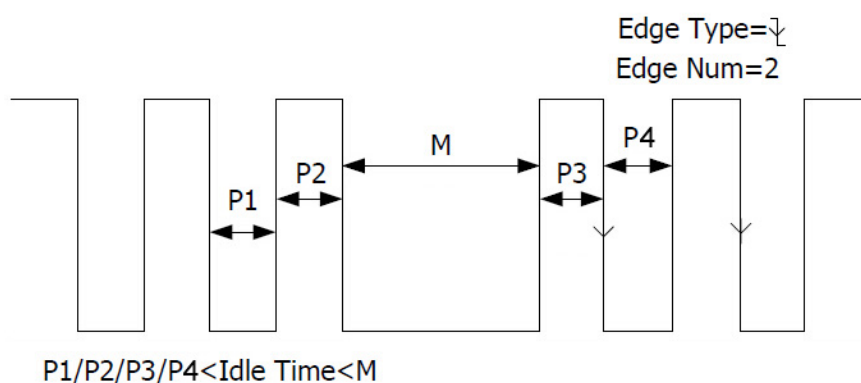 Edge Type=
Edge Num=2
M
P4
P2
P3
P1
P1/P2/P3/P4<Idle Time<M